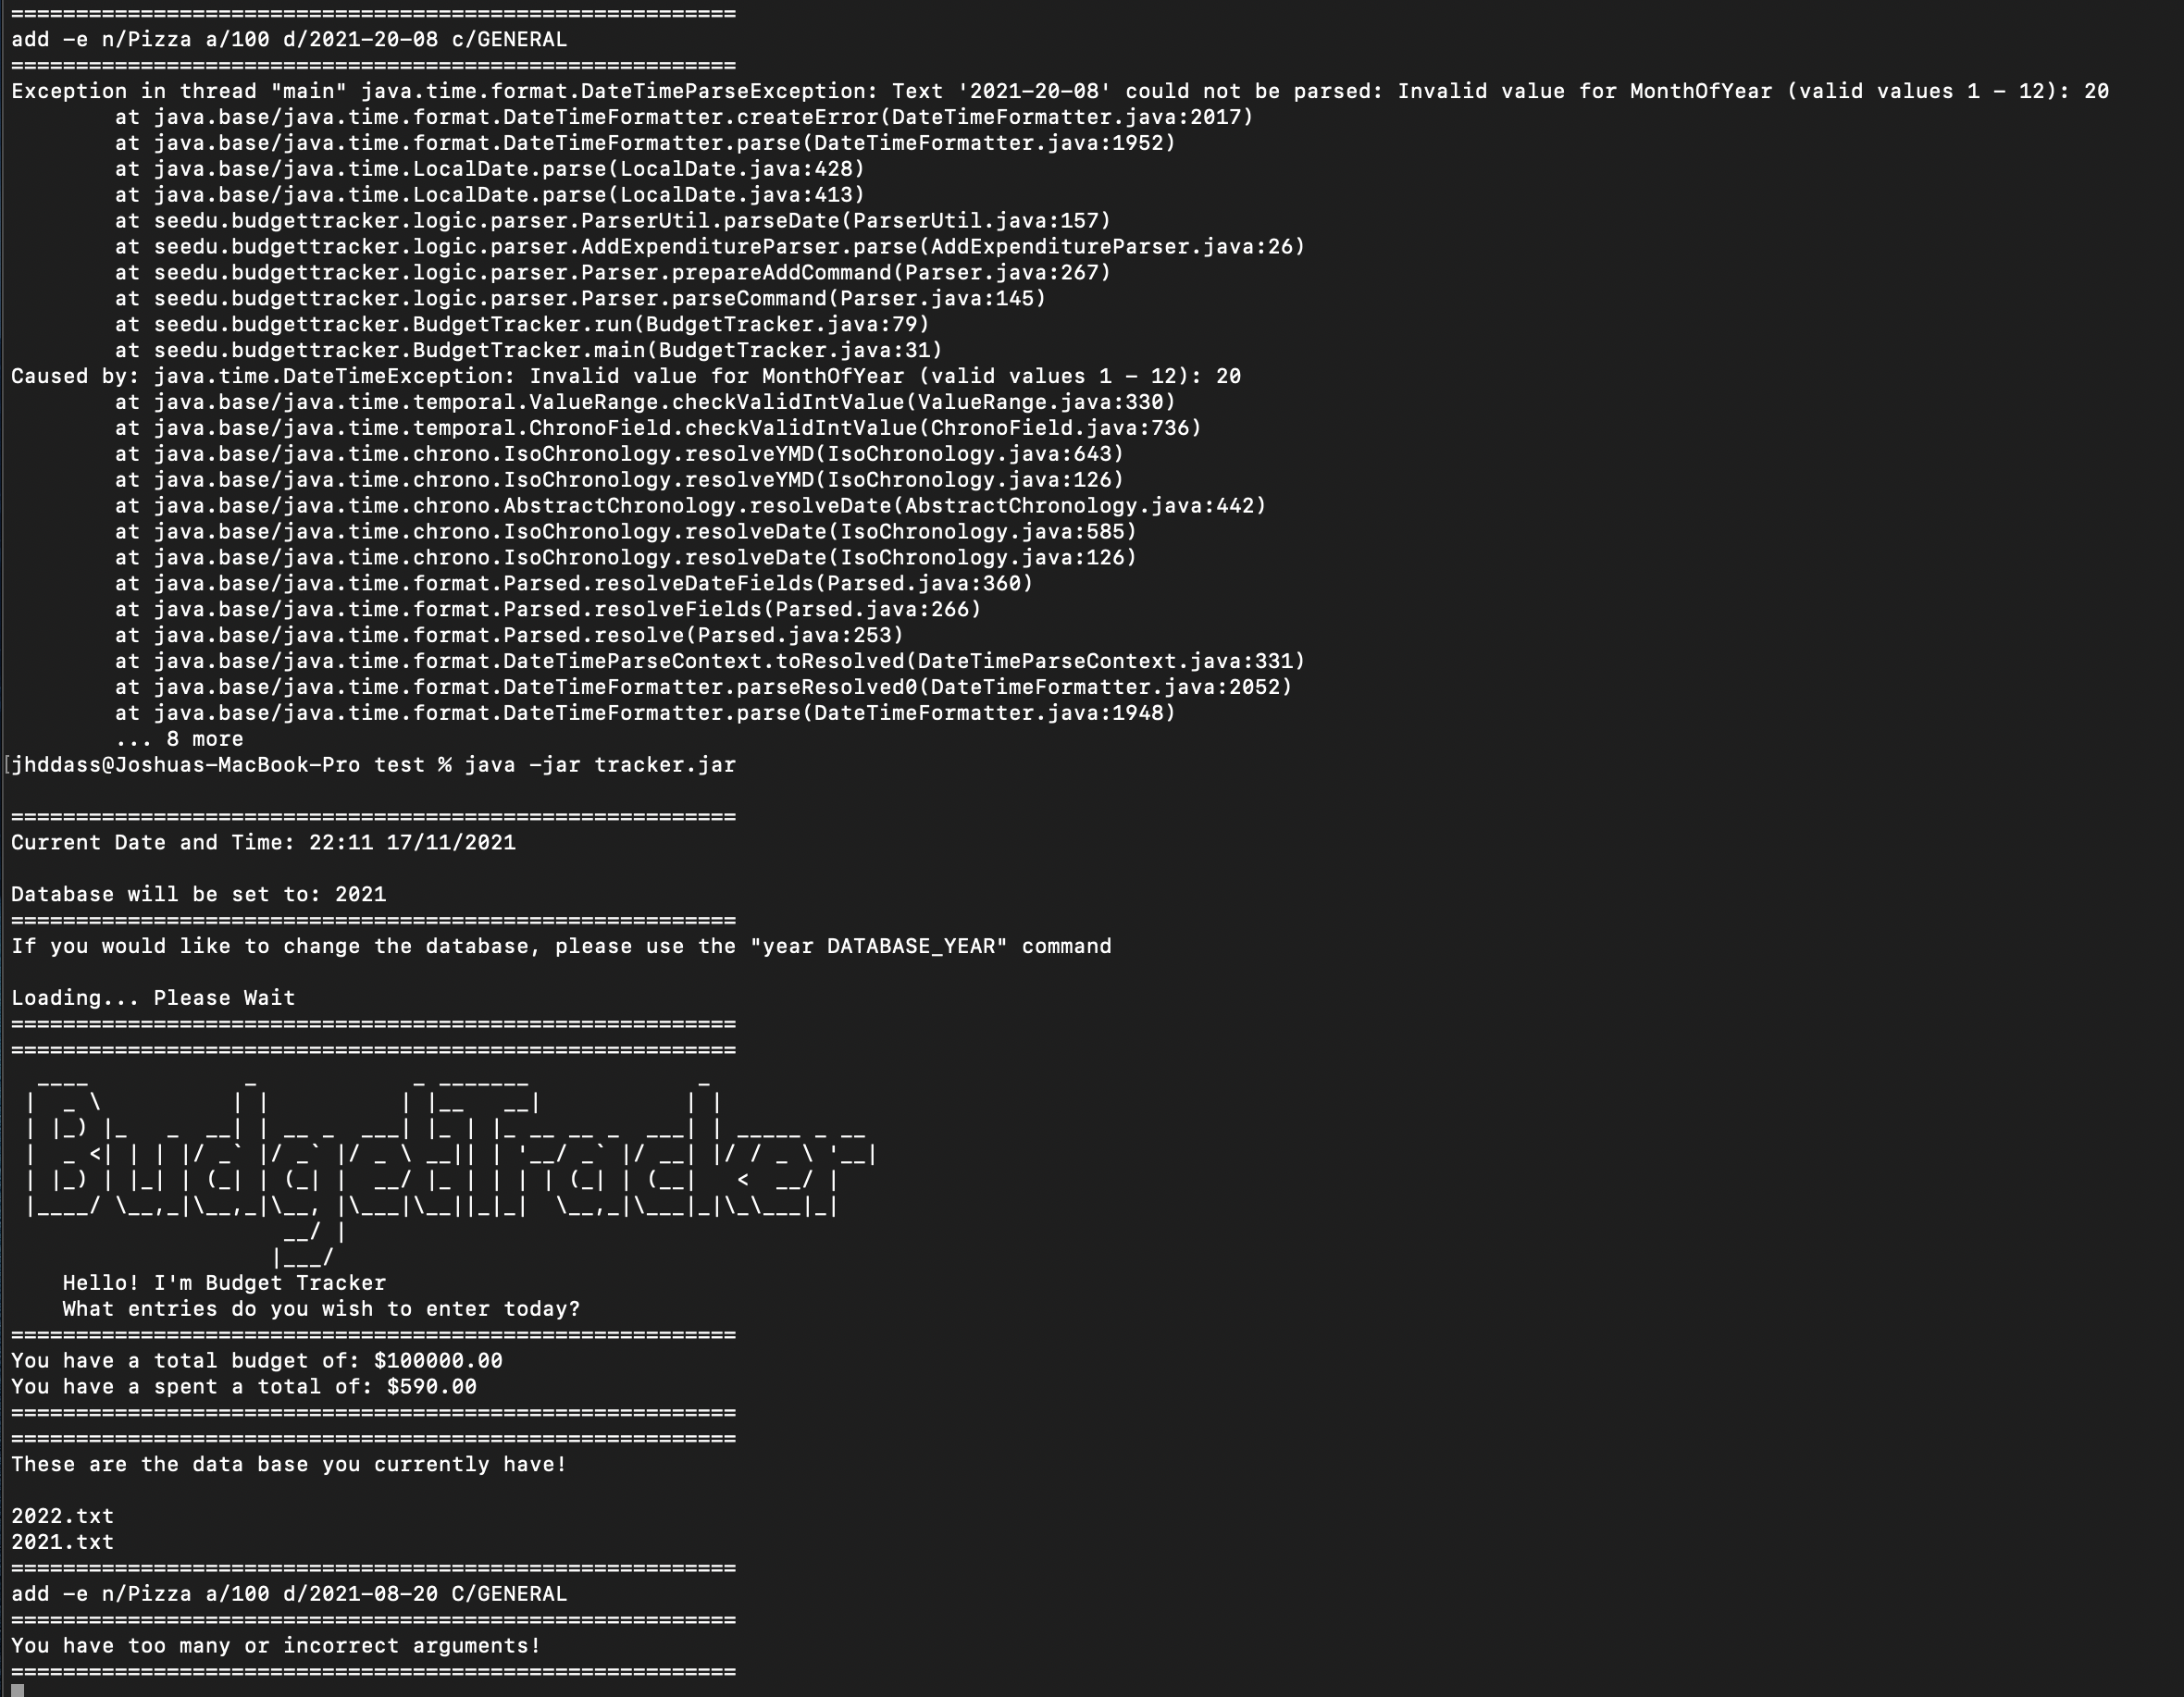 ========================================================
add -e n/Pizza a/100 d/2021-20-08 c/GENERAL
========================================================
Exception in thread "main" java.time.format.DateTimeParseException: Text '2021-20-08' could not be parsed: Invalid value for MonthOfYear (valid values 1 - 12): 20
        at java.base/java.time.format.DateTimeFormatter.createError(DateTimeFormatter.java:2017)
        at java.base/java.time.format.DateTimeFormatter.parse(DateTimeFormatter.java:1952)
        at java.base/java.time.LocalDate.parse(LocalDate.java:428)
        at java.base/java.time.LocalDate.parse(LocalDate.java:413)
        at seedu.budgettracker.logic.parser.ParserUtil.parseDate(ParserUtil.java:157)
        at seedu.budgettracker.logic.parser.AddExpenditureParser.parse(AddExpenditureParser.java:26)
        at seedu.budgettracker.logic.parser.Parser.prepareAddCommand(Parser.java:267)
        at seedu.budgettracker.logic.parser.Parser.parseCommand(Parser.java:145)
        at seedu.budgettracker.BudgetTracker.run(BudgetTracker.java:79)
        at seedu.budgettracker.BudgetTracker.main(BudgetTracker.java:31)
Caused by: java.time.DateTimeException: Invalid value for MonthOfYear (valid values 1 - 12): 20
        at java.base/java.time.temporal.ValueRange.checkValidIntValue(ValueRange.java:330)
        at java.base/java.time.temporal.ChronoField.checkValidIntValue(ChronoField.java:736)
        at java.base/java.time.chrono.IsoChronology.resolveYMD(IsoChronology.java:643)
        at java.base/java.time.chrono.IsoChronology.resolveYMD(IsoChronology.java:126)
        at java.base/java.time.chrono.AbstractChronology.resolveDate(AbstractChronology.java:442)
        at java.base/java.time.chrono.IsoChronology.resolveDate(IsoChronology.java:585)
        at java.base/java.time.chrono.IsoChronology.resolveDate(IsoChronology.java:126)
        at java.base/java.time.format.Parsed.resolveDateFields(Parsed.java:360)
        at java.base/java.time.format.Parsed.resolveFields(Parsed.java:266)
        at java.base/java.time.format.Parsed.resolve(Parsed.java:253)
        at java.base/java.time.format.DateTimeParseContext.toResolved(DateTimeParseContext.java:331)
        at java.base/java.time.format.DateTimeFormatter.parseResolved0(DateTimeFormatter.java:2052)
        at java.base/java.time.format.DateTimeFormatter.parse(DateTimeFormatter.java:1948)
        ... 8 more
[jhddass@Joshuas-MacBook-Pro test % java -jar tracker.jar
========================================================
Current Date and Time: 22:11 17/11/2021
Database will be set to: 2021
========================================================
If you would like to change the database, please use the "year DATABASE_YEAR" command
Loading... Please Wait
========================================================
========================================================
BudgetTracker
    Hello! I'm Budget Tracker
    What entries do you wish to enter today?
========================================================
You have a total budget of: $100000.00
You have a spent a total of: $590.00
========================================================
========================================================
These are the data base you currently have!
2022.txt
2021.txt
========================================================
add -e n/Pizza a/100 d/2021-08-20 C/GENERAL
========================================================
You have too many or incorrect arguments!
========================================================